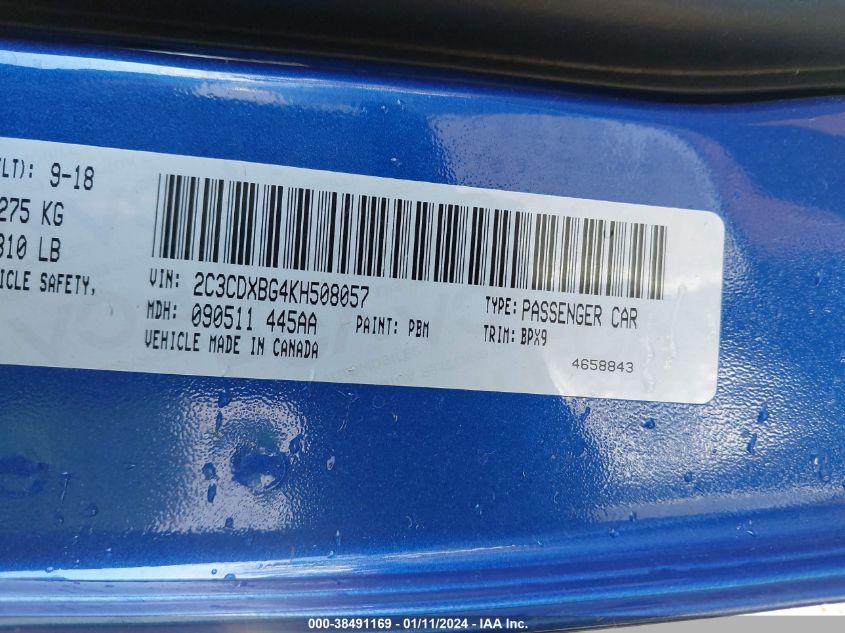 LT): 9-18
275 KG
310 LB
ICLE SAFETY,
VIN: 2C3CDXBG4KH508057
MDH: 090511 445AA
PAINT: PBM
VEHICLE MADE IN CANADA
TYPE: PASSENGER CAR
TRIM: BPX9
4658843
000-38491169 - 01/11/2024 - IAA Inc.